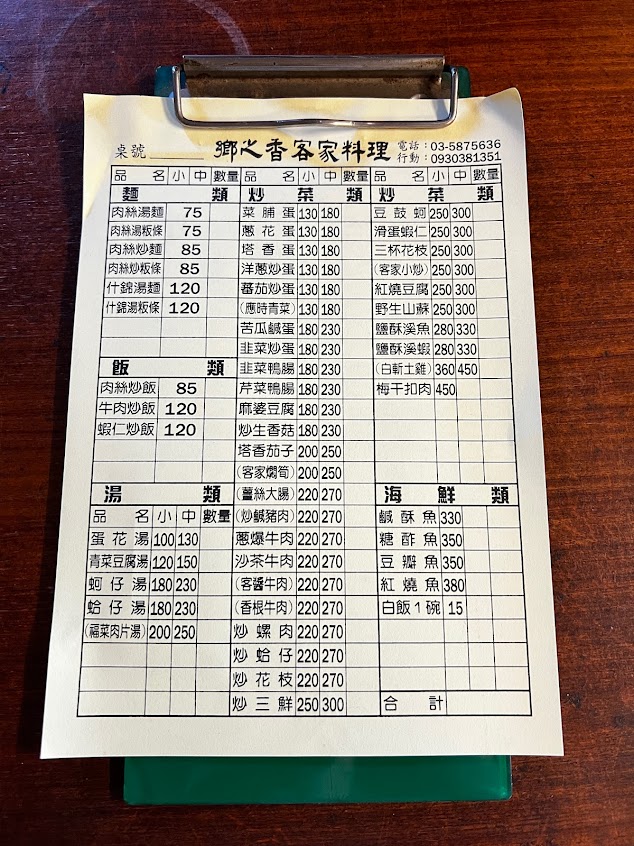 桌號 鄉之香客家料理 電話：03-5875636
行動：0930381351
品名 小 中 數量
麵類
肉絲湯麵 75
肉絲湯粄條 75
肉絲炒麵 85
肉絲炒粄條 85
什錦湯麵 120
什錦湯粄條 120
飯類
肉絲炒飯 85
牛肉炒飯 120
蝦仁炒飯 120
湯類
品名 小 中 數量
蛋花湯 100 130
青菜豆腐湯 120 150
蚵仔湯 180 230
蛤仔湯 180 230
(福菜肉片湯) 200 250
品名 小 中 數量
炒菜類
菜脯蛋 130 180
蔥花蛋 130 180
塔香蛋 130 180
洋蔥炒蛋 130 180
蕃茄炒蛋 130 180
(應時青菜) 130 180
苦瓜鹹蛋 180 230
韭菜炒蛋 180 230
韭菜鴨腸 180 230
芹菜鴨腸 180 230
麻婆豆腐 180 230
炒生香菇 180 230
塔香茄子 200 250
(客家燜筍) 200 250
(薑絲大腸) 220 270
(炒鹹豬肉) 220 270
蔥爆牛肉 220 270
沙茶牛肉 220 270
(客醬牛肉) 220 270
(香根牛肉) 220 270
炒螺肉 220 270
炒蛤仔 220 270
炒花枝 220 270
炒三鮮 250 300
品名 小 中 數量
炒菜類
豆鼓蚵 250 300
滑蛋蝦仁 250 300
三杯花枝 250 300
(客家小炒) 250 300
紅燒豆腐 250 300
野生山蘇 250 300
鹽酥溪魚 280 330
鹽酥溪蝦 280 330
(白斬土雞) 360 450
梅干扣肉 450
海鮮類
鹹酥魚 330
糖酢魚 350
豆瓣魚 350
紅燒魚 380
白飯1碗 15
合計